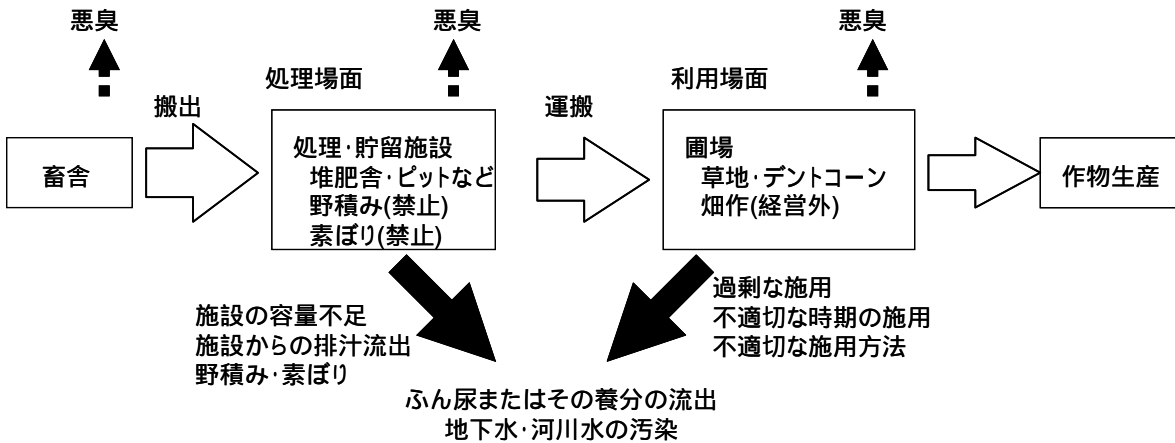 悪臭
悪臭
悪臭
処理場面
利用場面
搬出
運搬
畜舎
処理・貯留施設
堆肥舎・ピットなど
野積み(禁止)
素ぼり(禁止)
圃場
草地・デントコーン
畑作(経営外)
作物生産
施設の容量不足
施設からの排汁流出
野積み・素ぼり
過剰な施用
不適切な時期の施用
不適切な施用方法
ふん尿またはその養分の流出
地下水・河川水の汚染